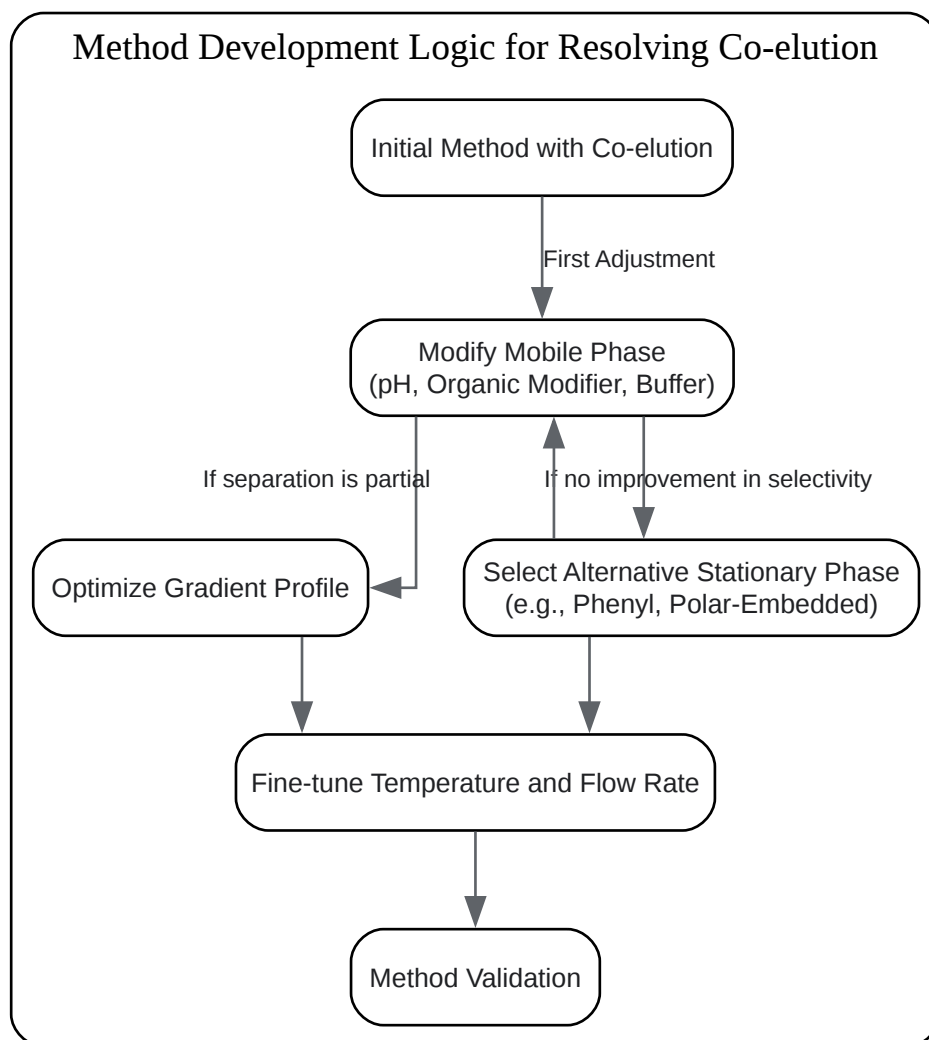 Method Development Logic for Resolving Co-elution
Initial Method with Co-elution
First Adjustment
Modify Mobile Phase
(pH, Organic Modifier, Buffer)
If separation is partial
If no improvement in selectivity
Optimize Gradient Profile
Select Alternative Stationary Phase
(e.g., Phenyl, Polar-Embedded)
Fine-tune Temperature and Flow Rate
Method Validation